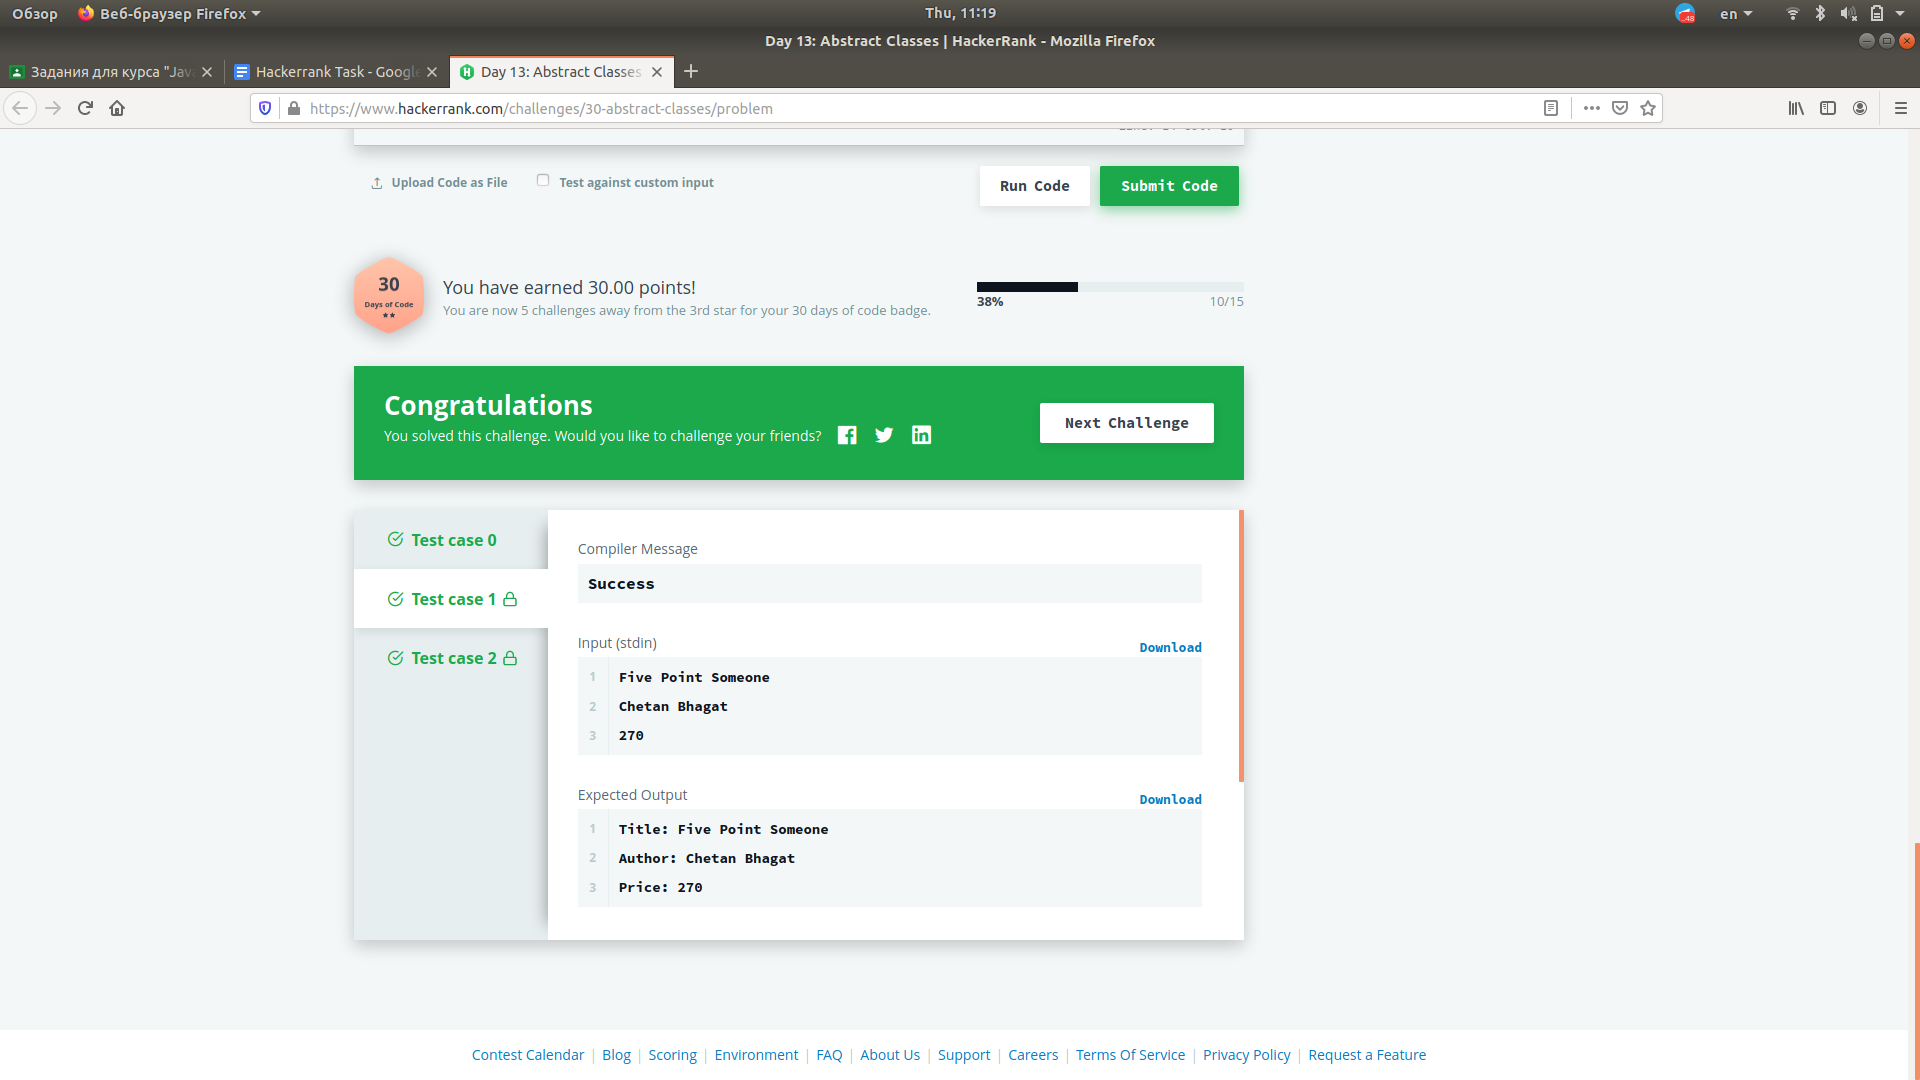 Обзор Веб-браузер Firefox Thu, 11:19 48 en
Day 13: Abstract Classes | HackerRank - Mozilla Firefox
Задания для курса "Jav Hackerrank Task - Google Day 13: Abstract Classes
https://www.hackerrank.com/challenges/30-abstract-classes/problem
Upload Code as File Test against custom input Run Code Submit Code
30
Days of Code
You have earned 30.00 points!
You are now 5 challenges away from the 3rd star for your 30 days of code badge.
38% 10/15
Congratulations
You solved this challenge. Would you like to challenge your friends?
Next Challenge
Test case 0
Test case 1
Test case 2
Compiler Message
Success
Input (stdin) Download
1 Five Point Someone
2 Chetan Bhagat
3 270
Expected Output Download
1 Title: Five Point Someone
2 Author: Chetan Bhagat
3 Price: 270
Contest Calendar | Blog | Scoring | Environment | FAQ | About Us | Support | Careers | Terms Of Service | Privacy Policy | Request a Feature